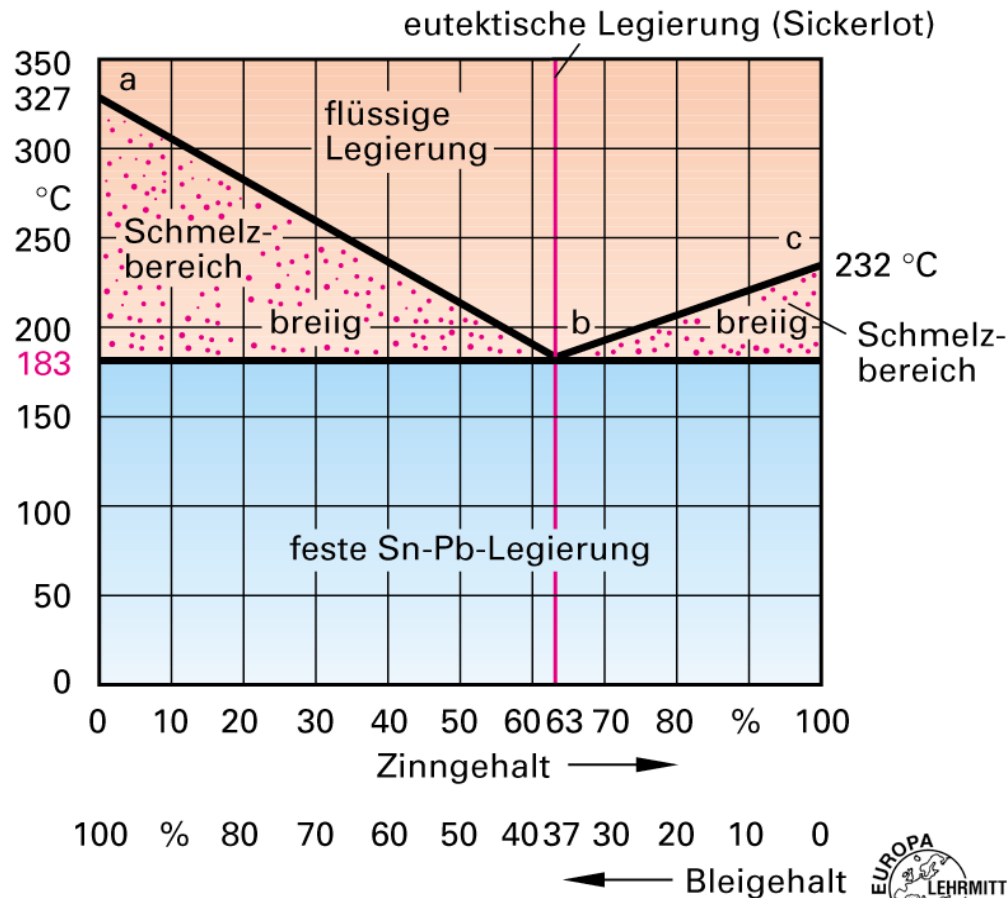 eutektische Legierung (Sickerlot)
350
327
300
°C
250
200
183
150
100
50
0
a
flüssige
Legierung
Schmelz-
bereich
breiig
b
c
232 °C
breiig
Schmelz-
bereich
feste Sn-Pb-Legierung
0 10 20 30 40 50 60 63 70 80 % 100
Zinngehalt
100 % 80 70 60 50 40 37 30 20 10 0
Bleigehalt
EUROPA
LEHRMITT